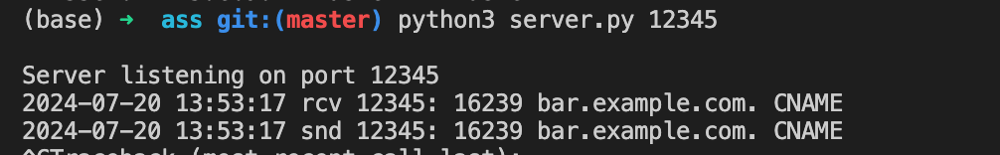 (base) ➜  ass git:(master) python3 server.py 12345
Server listening on port 12345
2024-07-20 13:53:17 rcv 12345: 16239 bar.example.com. CNAME
2024-07-20 13:53:17 snd 12345: 16239 bar.example.com. CNAME
^CTraceback (most recent call last):